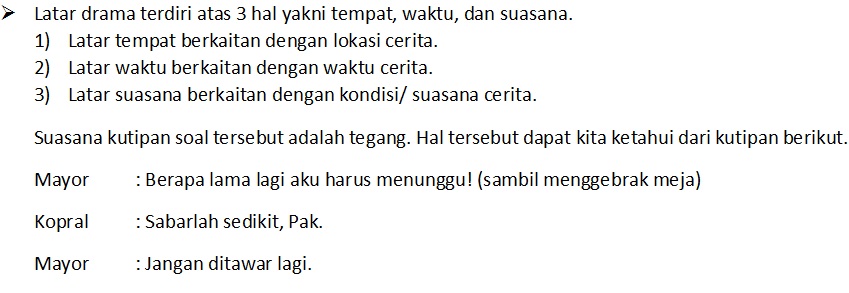 ➢ Latar drama terdiri atas 3 hal yakni tempat, waktu, dan suasana.
1) Latar tempat berkaitan dengan lokasi cerita.
2) Latar waktu berkaitan dengan waktu cerita.
3) Latar suasana berkaitan dengan kondisi/ suasana cerita.
Suasana kutipan soal tersebut adalah tegang. Hal tersebut dapat kita ketahui dari kutipan berikut.
Mayor : Berapa lama lagi aku harus menunggu! (sambil menggebrak meja)
Kopral : Sabarlah sedikit, Pak.
Mayor : Jangan ditawar lagi.